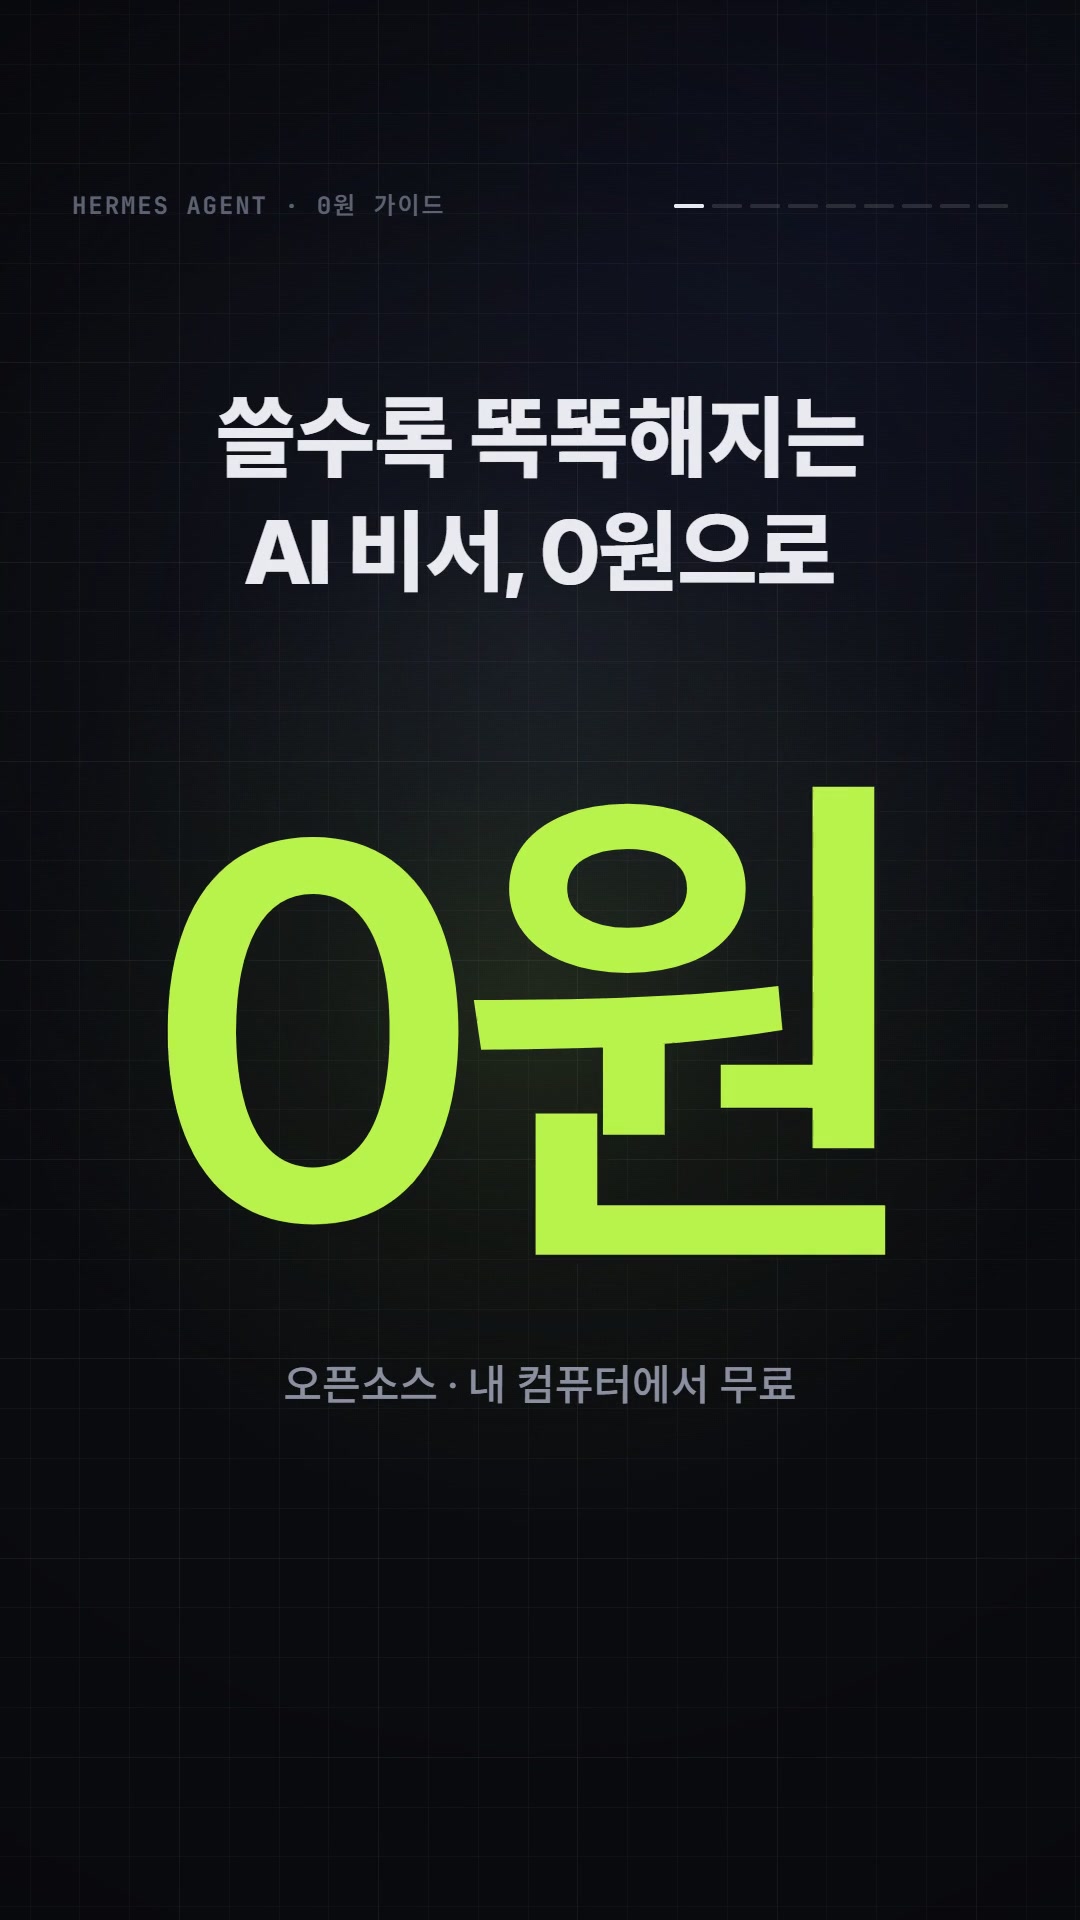 HERMES AGENT · 0원 가이드
쓸수록 똑똑해지는
AI 비서, 0원으로
0원
오픈소스 · 내 컴퓨터에서 무료